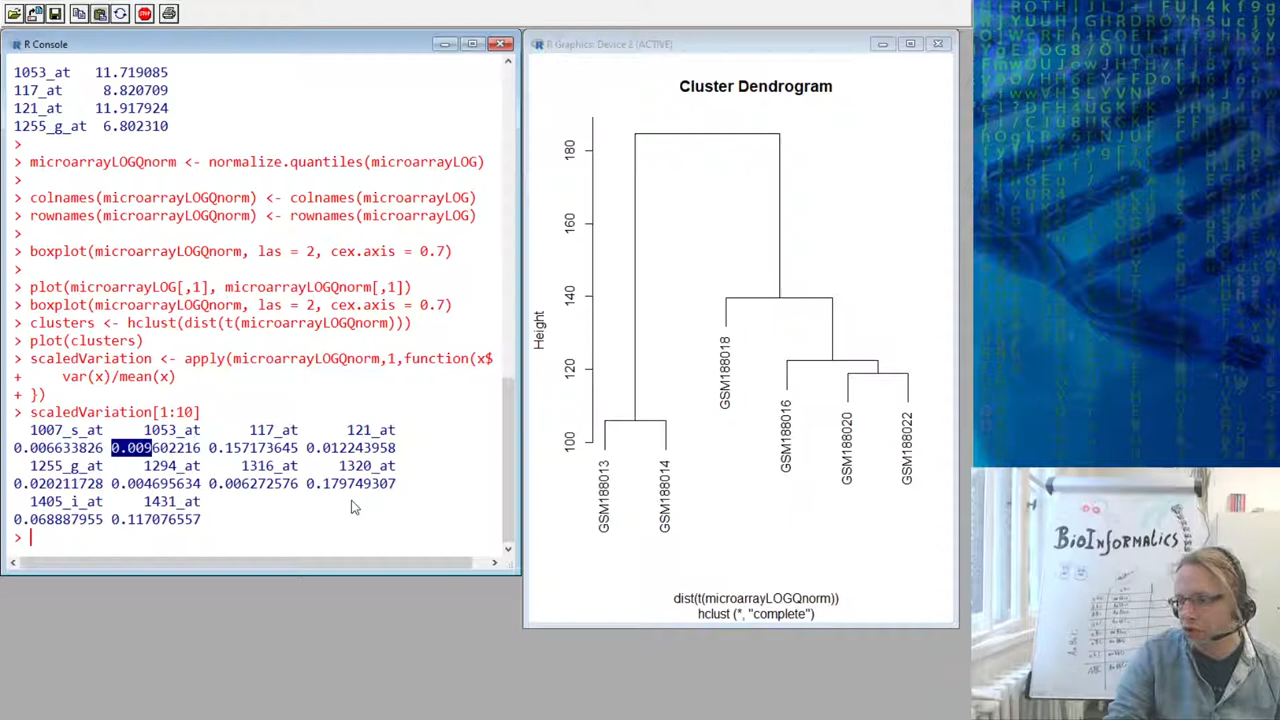 R Console
1053_at 11.719085
117_at 8.820709
121_at 11.917924
1255_g_at 6.802310
>
> microarrayLOGQnorm <- normalize.quantiles(microarrayLOG)
>
> colnames(microarrayLOGQnorm) <- colnames(microarrayLOG)
> rownames(microarrayLOGQnorm) <- rownames(microarrayLOG)
>
> boxplot(microarrayLOGQnorm, las = 2, cex.axis = 0.7)
>
> plot(microarrayLOG[,1], microarrayLOGQnorm[,1])
> boxplot(microarrayLOGQnorm, las = 2, cex.axis = 0.7)
> clusters <- hclust(dist(t(microarrayLOGQnorm)))
> plot(clusters)
> scaledVariation <- apply(microarrayLOGQnorm,1,function(x$
+ var(x)/mean(x)
+ })
> scaledVariation[1:10]
1007_s_at 1053_at 117_at 121_at
0.006633826 0.009602216 0.157173645 0.012243958
1255_g_at 1294_at 1316_at 1320_at
0.020211728 0.004695634 0.006272576 0.179749307
1405_i_at 1431_at
0.068887955 0.117076557
>
R Graphics: Device 2 (ACTIVE)
Cluster Dendrogram
Height
180
160
140
120
100
GSM188013
GSM188014
GSM188018
GSM188016
GSM188020
GSM188022
dist(t(microarrayLOGQnorm))
hclust (*, "complete")
BioInformatics